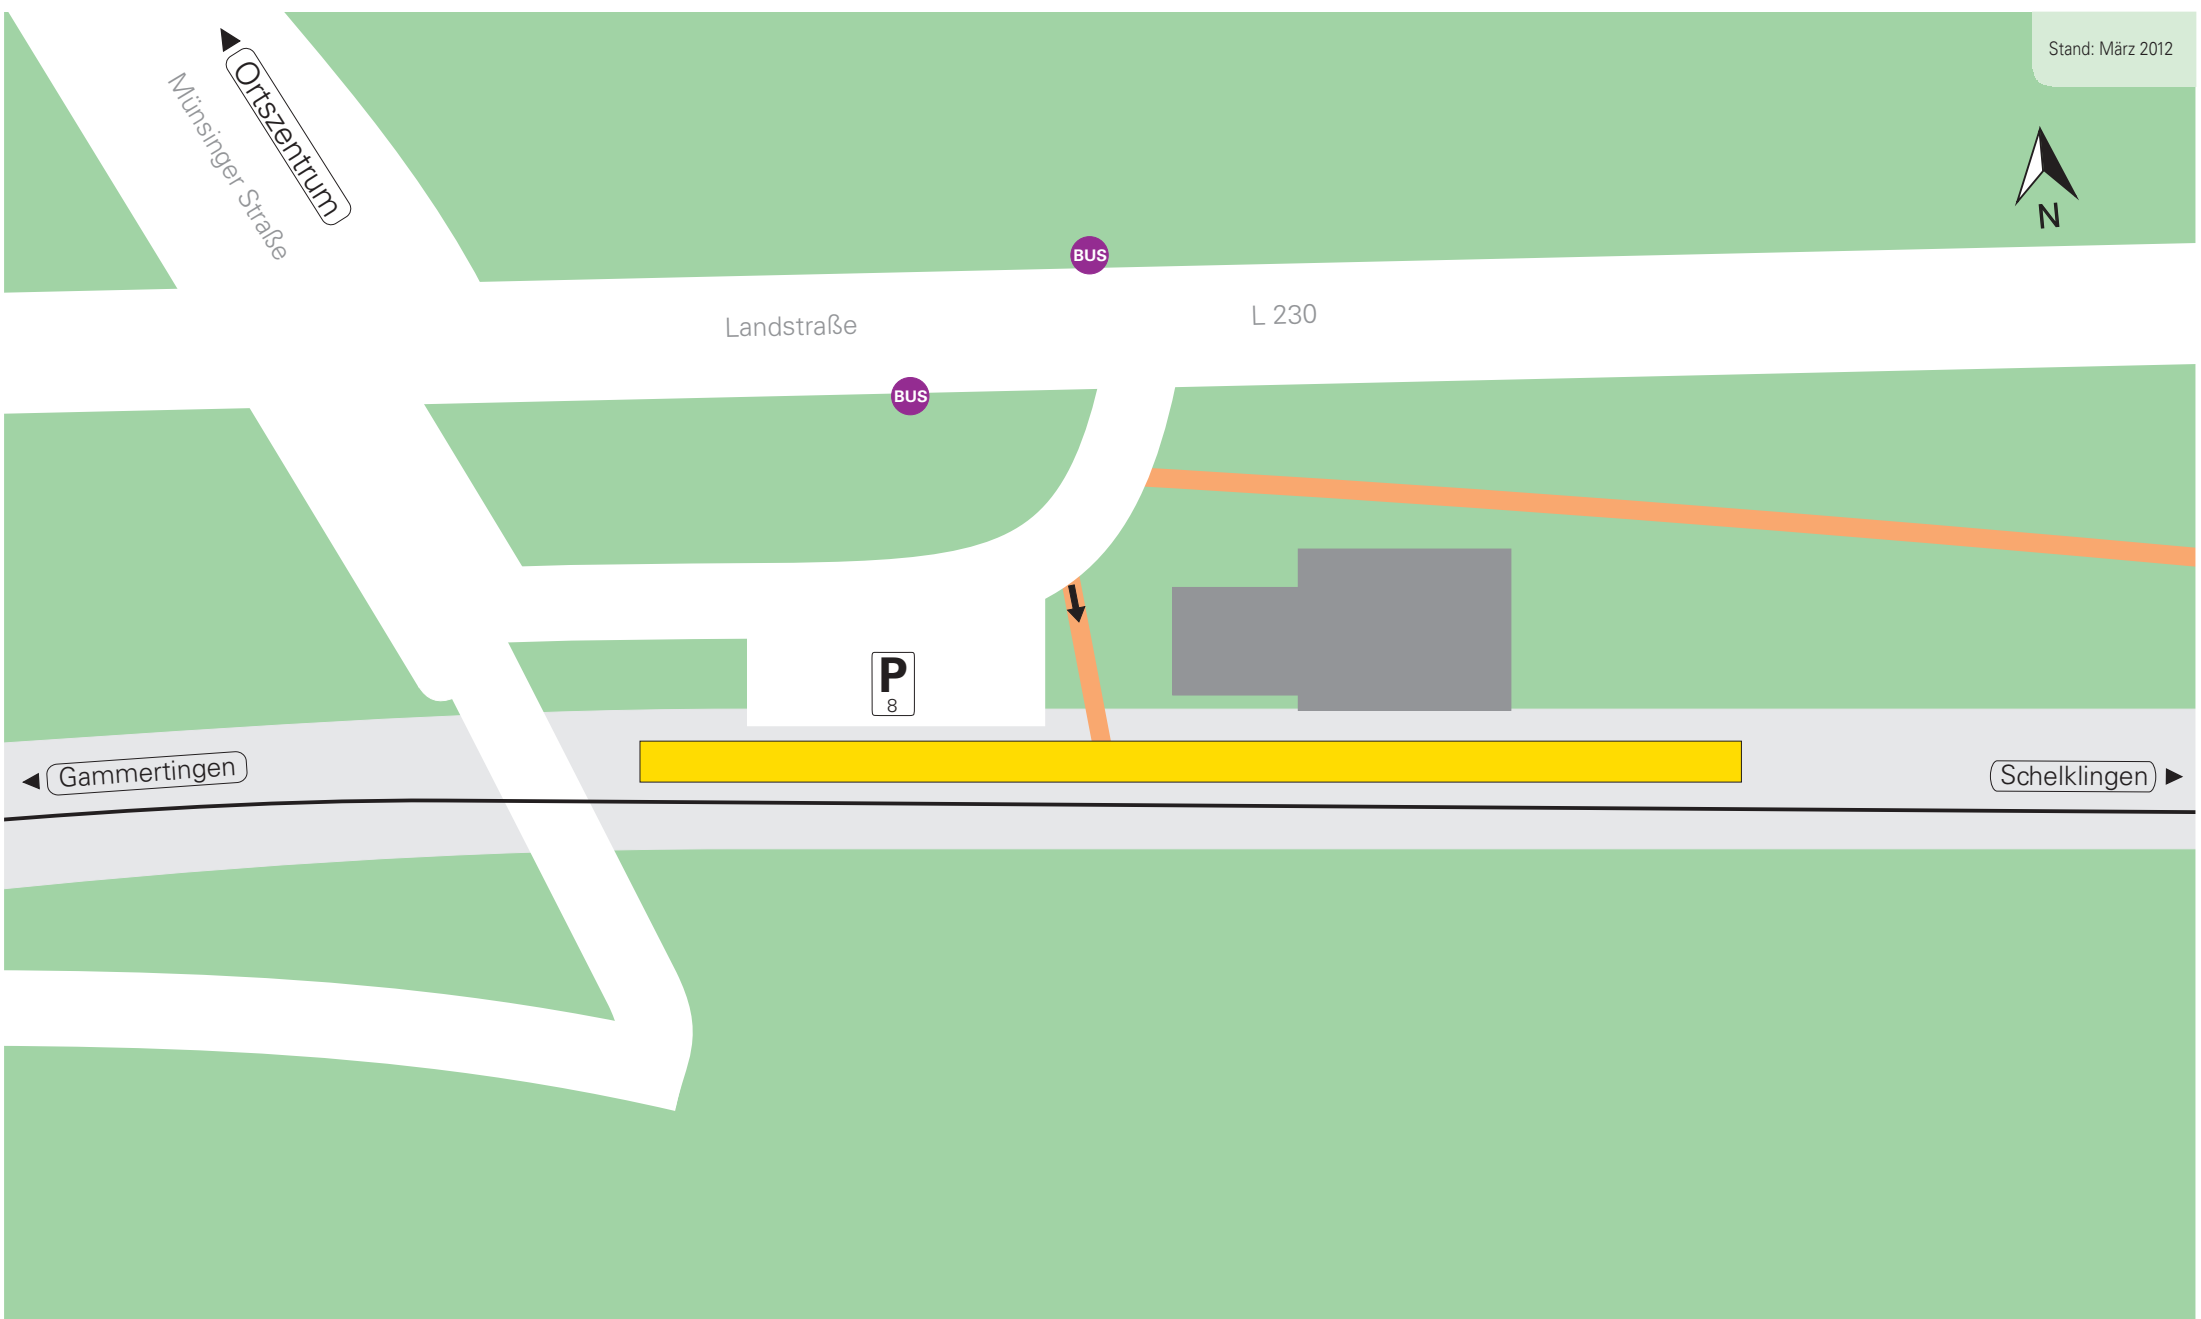 Stand: März 2012
Ortszentrum
Münsinger Straße
N
BUS
L 230
Landstraße
BUS
P
8
Gammertingen
Schelklingen